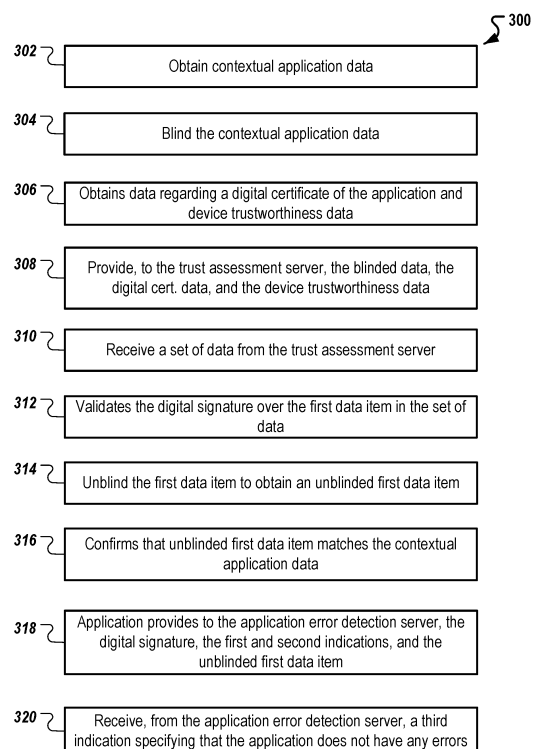 300
302
Obtain contextual application data
304
Blind the contextual application data
306
Obtains data regarding a digital certificate of the application and
device trustworthiness data
308
Provide, to the trust assessment server, the blinded data, the
digital cert. data, and the device trustworthiness data
310
Receive a set of data from the trust assessment server
312
Validates the digital signature over the first data item in the set of
data
314
Unblind the first data item to obtain an unblinded first data item
316
Confirms that unblinded first data item matches the contextual
application data
318
Application provides to the application error detection server, the
digital signature, the first and second indications, and the
unblinded first data item
320
Receive, from the application error detection server, a third
indication specifying that the application does not have any errors